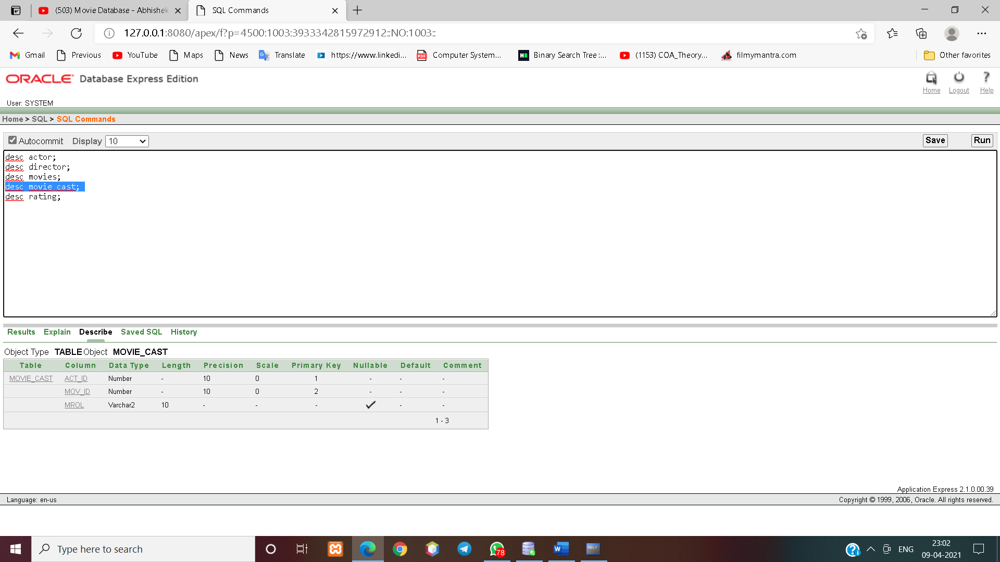 (503) Movie Database - Abhishek
SQL Commands
127.0.0.1:8080/apex/f?p=4500:1003:3933342815972912::NO:1003::
Gmail Previous YouTube Maps News Translate https://www.linkedi... Computer System... Binary Search Tree :... (1153) COA_Theory... filmymantra.com Other favorites
ORACLE Database Express Edition
Home Logout Help
User: SYSTEM
Home > SQL > SQL Commands
Autocommit Display 10 Save Run
desc actor;
desc director;
desc movies;
desc movie_cast;
desc rating;
Results Explain Describe Saved SQL History
Object Type TABLE Object MOVIE_CAST
Table Column Data Type Length Precision Scale Primary Key Nullable Default Comment
MOVIE_CAST ACT_ID Number - 10 0 1 - - -
MOV_ID Number - 10 0 2 - - -
MROL Varchar2 10 - - - - -
1 - 3
Application Express 2.1.0.00.39
Language: en-us Copyright © 1999, 2006, Oracle. All rights reserved.
Type here to search
78
SQL>
ENG
23:02
09-04-2021